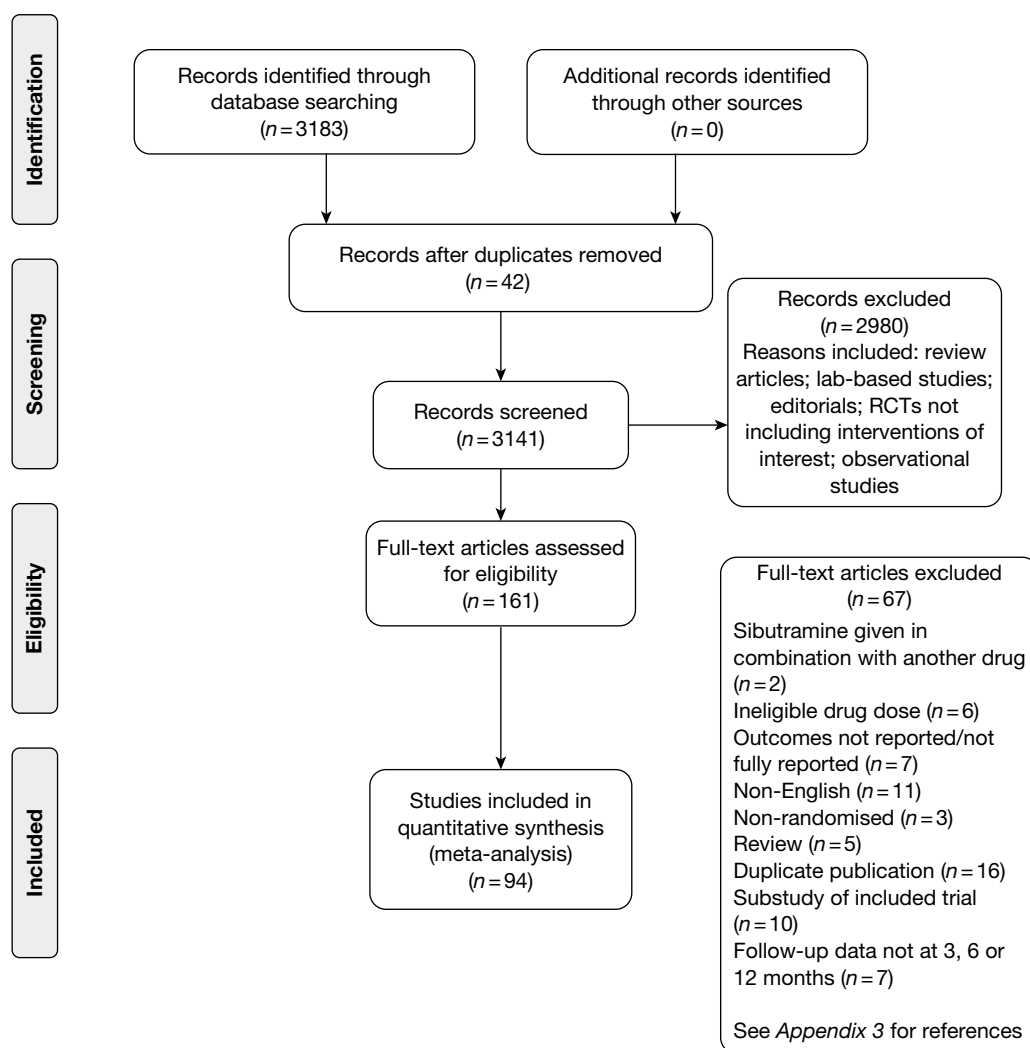 Identification
Records identified through
database searching
(n=3183)
Additional records identified
through other sources
(n=0)
Records after duplicates removed
(n=42)
Screening
Records excluded
(n=2980)
Reasons included: review
articles; lab-based studies;
editorials; RCTs not
including interventions of
interest; observational
studies
Records screened
(n=3141)
Eligibility
Full-text articles assessed
for eligibility
(n=161)
Full-text articles excluded
(n=67)
Sibutramine given in
combination with another drug
(n=2)
Ineligible drug dose (n=6)
Outcomes not reported/not
fully reported (n=7)
Non-English (n=11)
Non-randomised (n=3)
Review (n=5)
Duplicate publication (n=16)
Substudy of included trial
(n=10)
Follow-up data not at 3, 6 or
12 months (n=7)
See Appendix 3 for references
Included
Studies included in
quantitative synthesis
(meta-analysis)
(n=94)